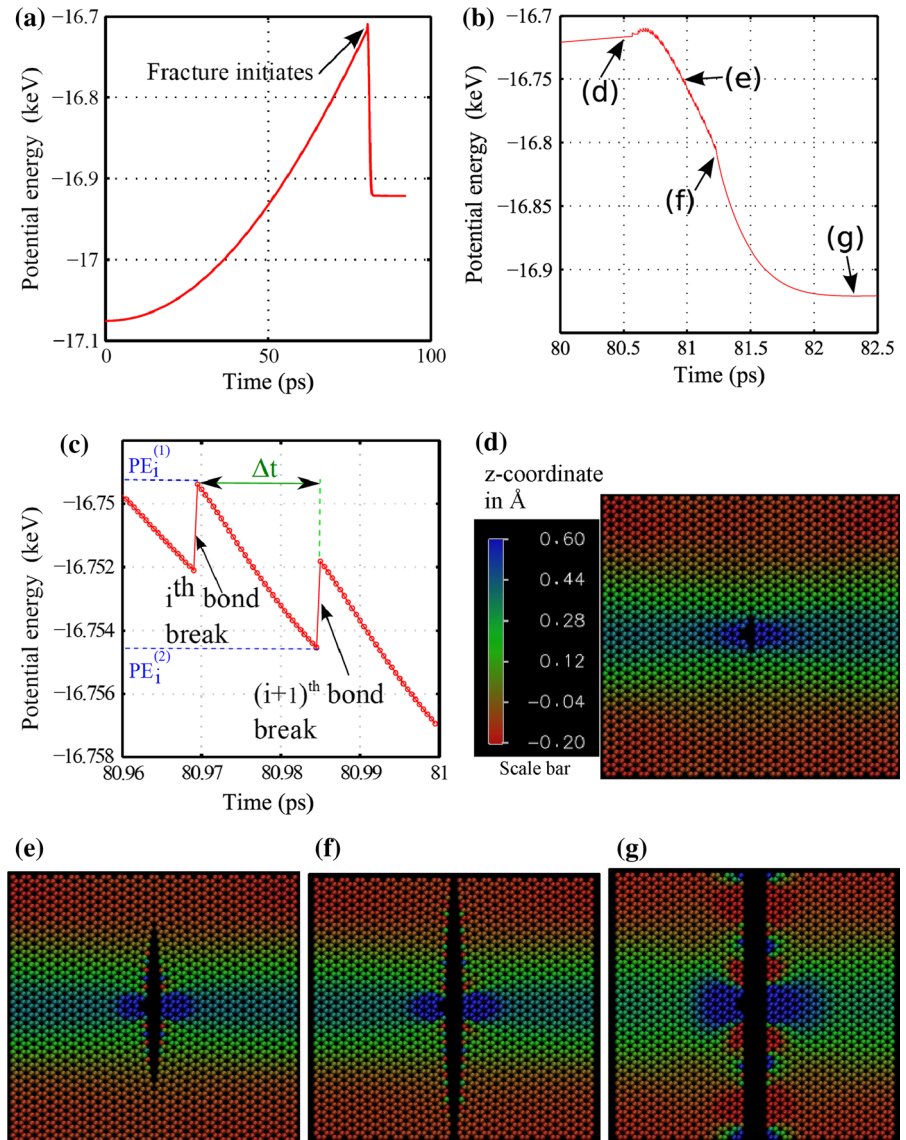 (a)
Potential energy (keV)
−16.7
−16.8
−16.9
−17
−17.1
0
50
100
Time (ps)
Fracture initiates
(b)
Potential energy (keV)
−16.7
−16.75
−16.8
−16.85
−16.9
80
80.5
81
81.5
82
82.5
Time (ps)
(d)
(e)
(f)
(g)
(c)
Potential energy (keV)
PEi(1)
−16.75
−16.752
−16.754
PEi(2)
−16.756
−16.758
80.96
80.97
80.98
80.99
81
Time (ps)
Δt
ith bond
break
(i+1)th bond
break
(d)
z-coordinate
in Å
0.60
0.44
0.28
0.12
−0.04
−0.20
Scale bar
(e)
(f)
(g)